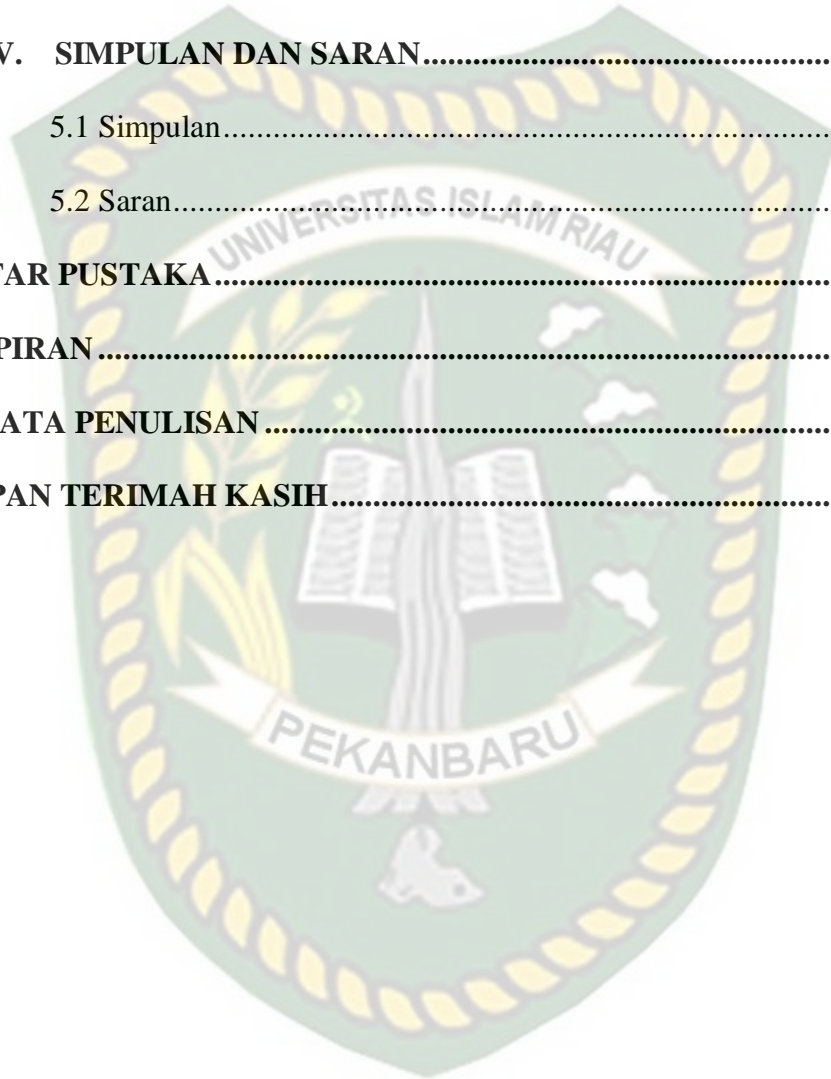 V. SIMPULAN DAN SARAN................................................
5.1 Simpulan..........................................................................
5.2 Saran................................................................................
UNIVERSITAS ISLAM RIAU
TAR PUSTAKA..........................................................................
PIRAN........................................................................................
ATA PENULISAN....................................................................
PAN TERIMAH KASIH............................................................
PEKANBARU